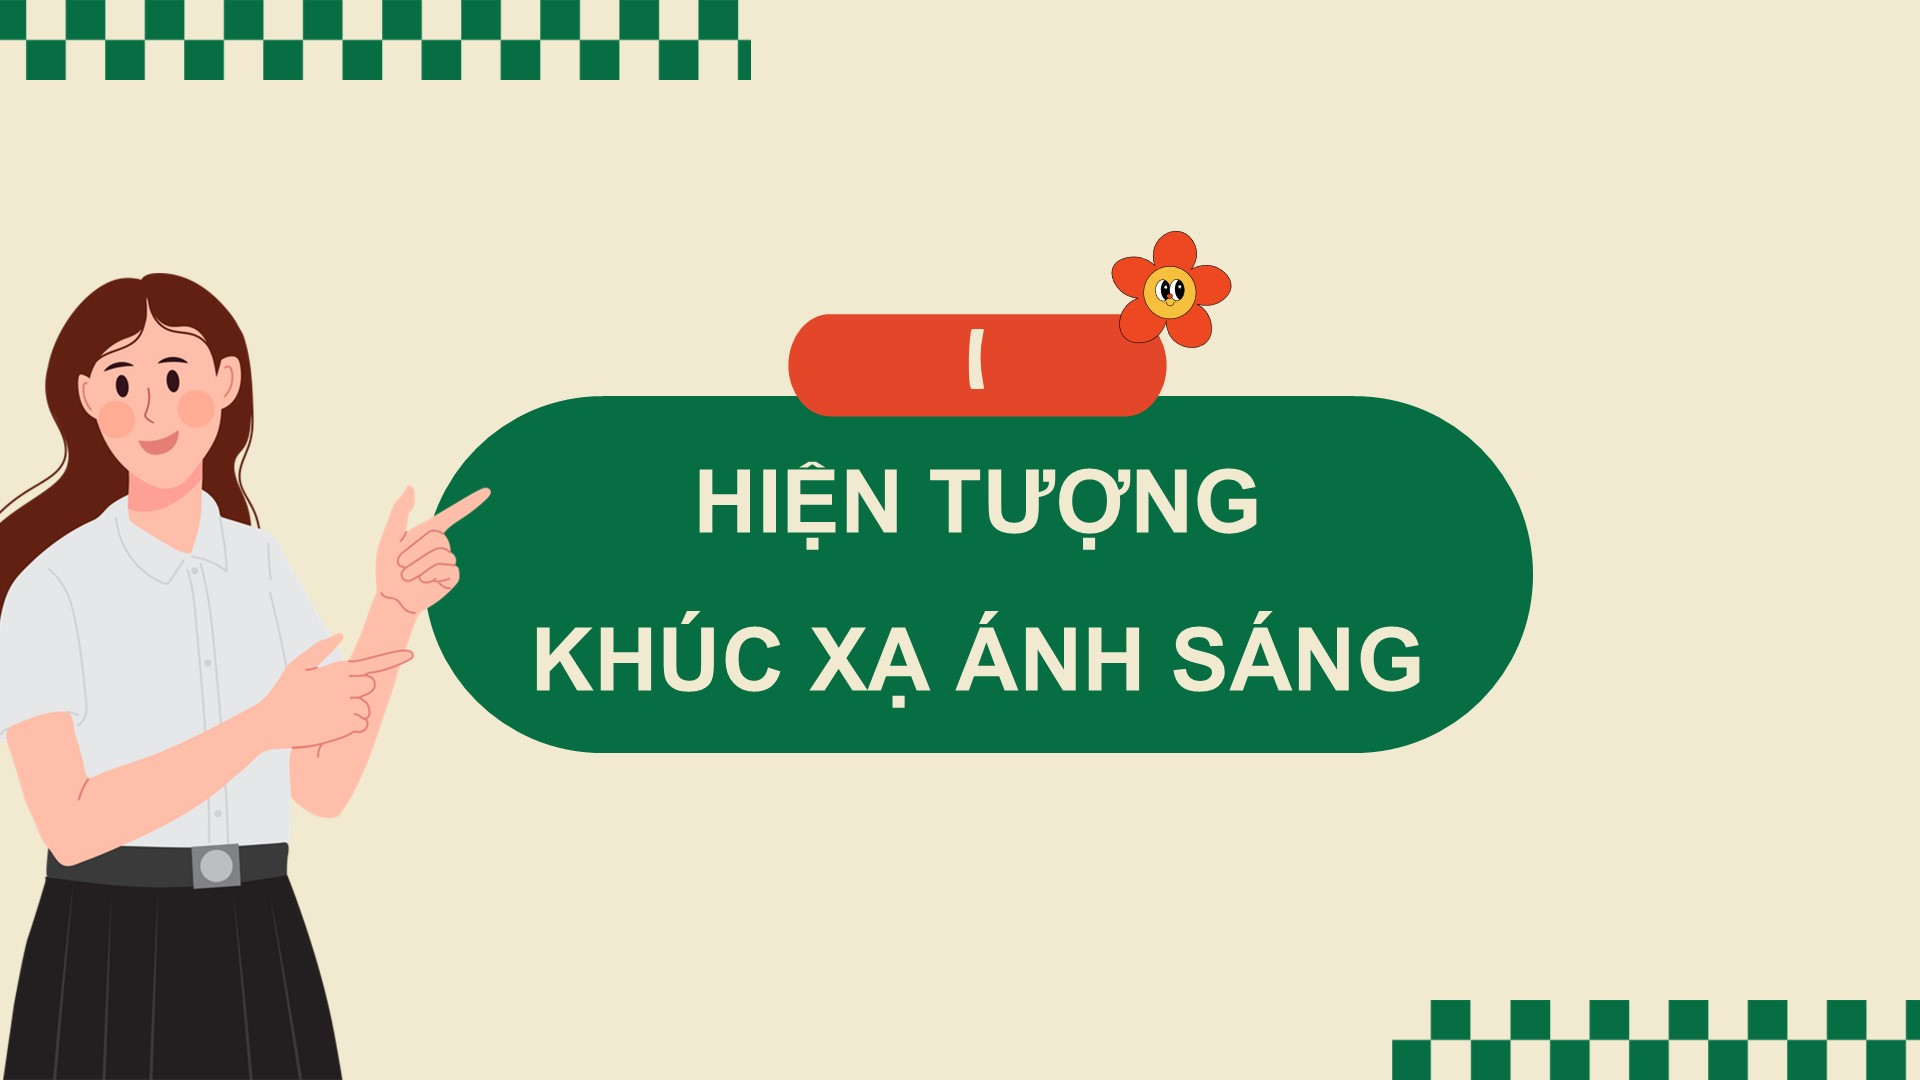 I
HIỆN TƯỢNG
KHÚC XẠ ÁNH SÁNG